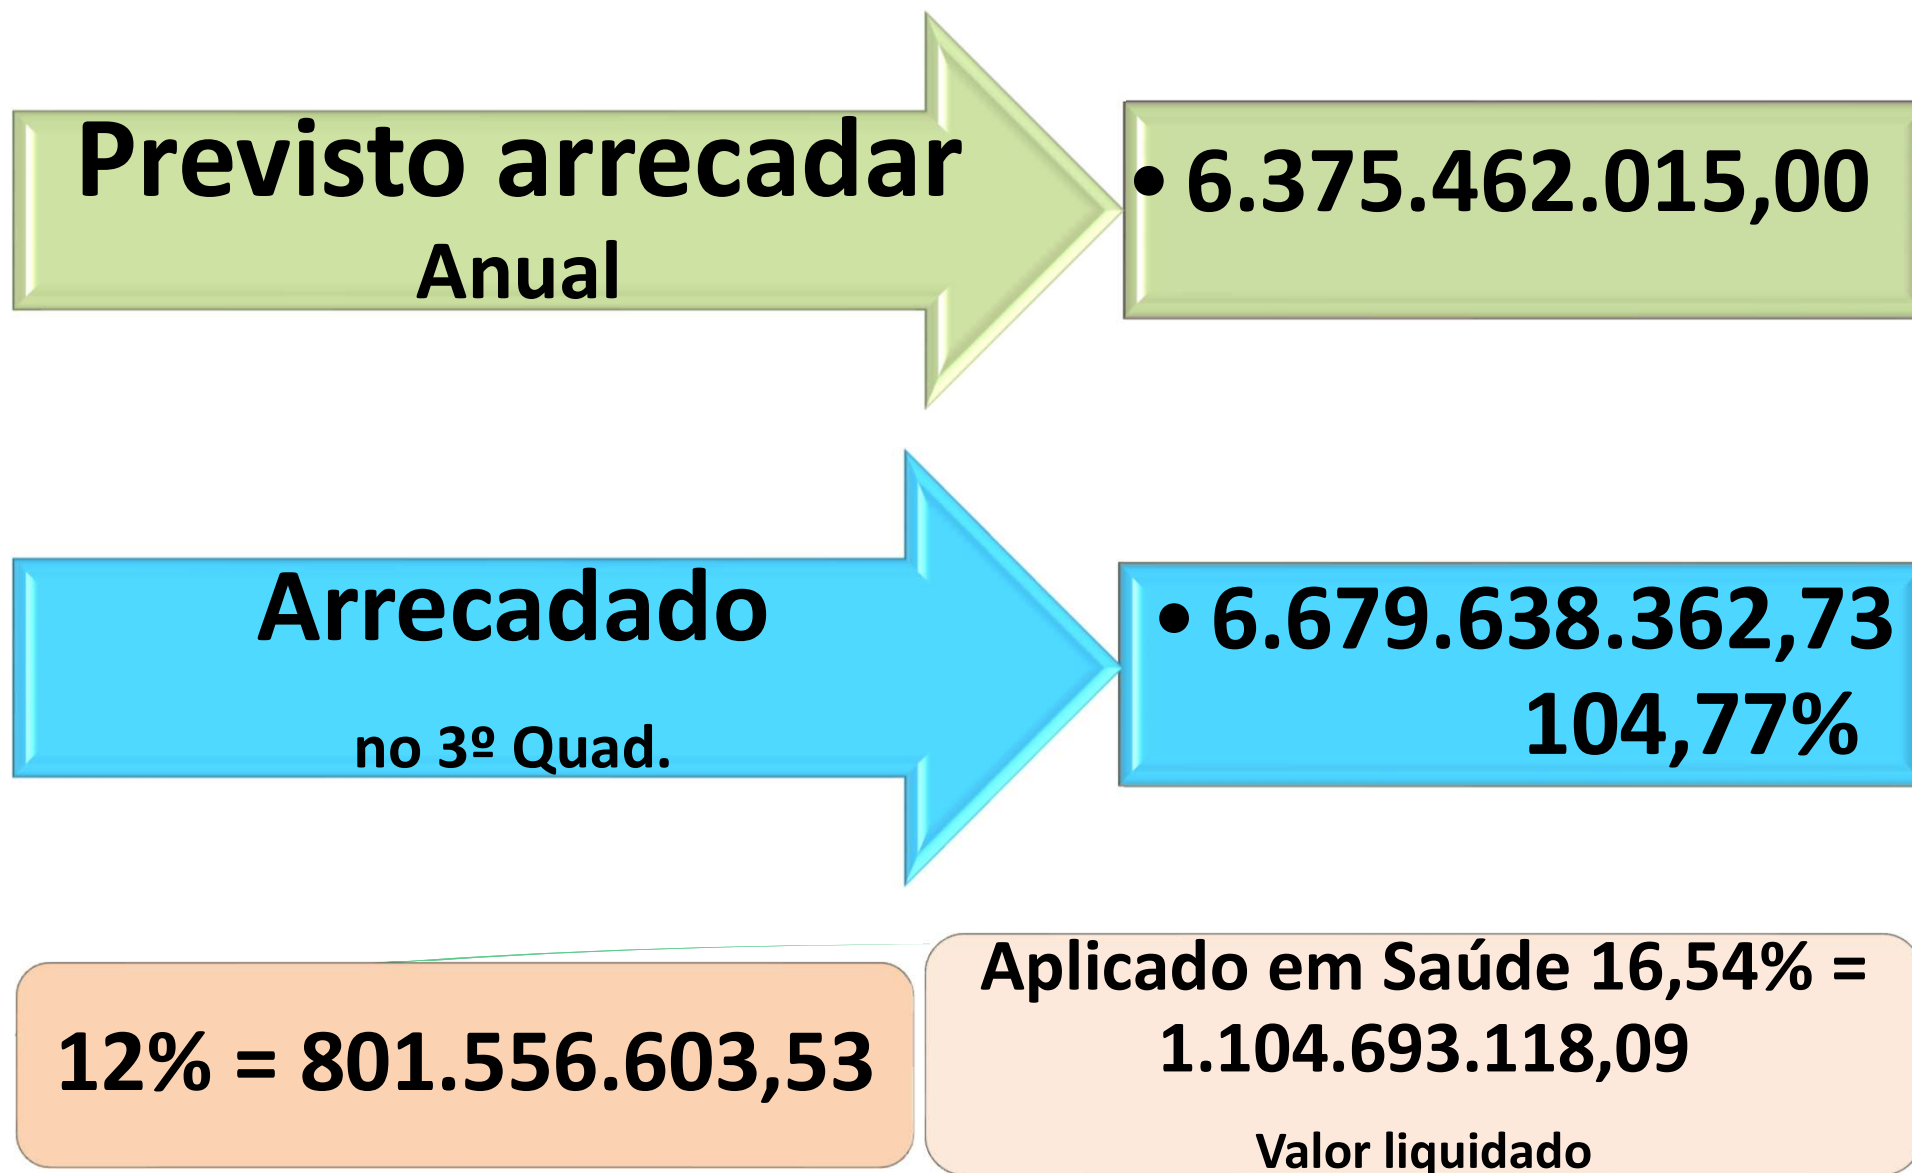 Previsto arrecadar
Anual
• 6.375.462.015,00
Arrecadado
no 3º Quad.
• 6.679.638.362,73
104,77%
12% = 801.556.603,53
Aplicado em Saúde 16,54% =
1.104.693.118,09
Valor liquidado